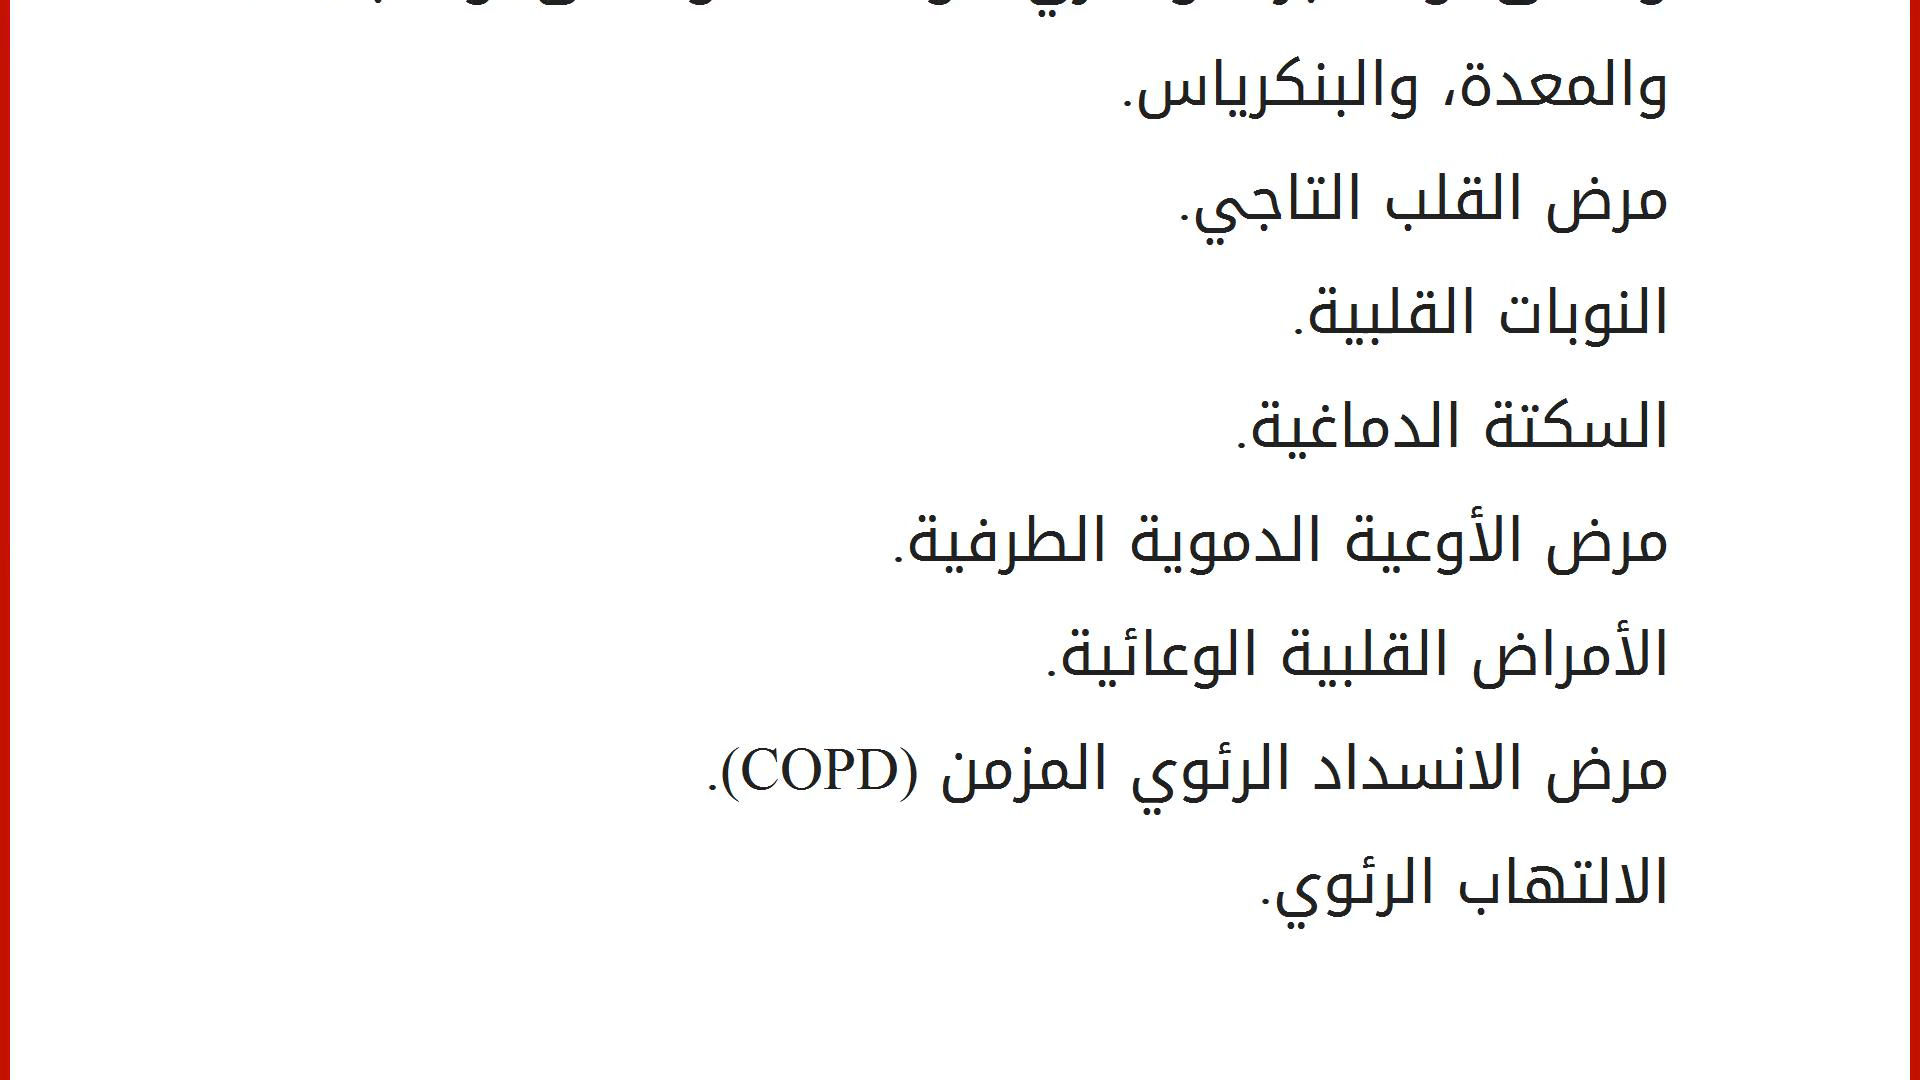 والمعدة، والبنكرياس.
مرض القلب التاجي.
النوبات القلبية.
السكتة الدماغية.
مرض الأوعية الدموية الطرفية.
الأمراض القلبية الوعائية.
مرض الانسداد الرئوي المزمن (COPD).
الالتهاب الرئوي.